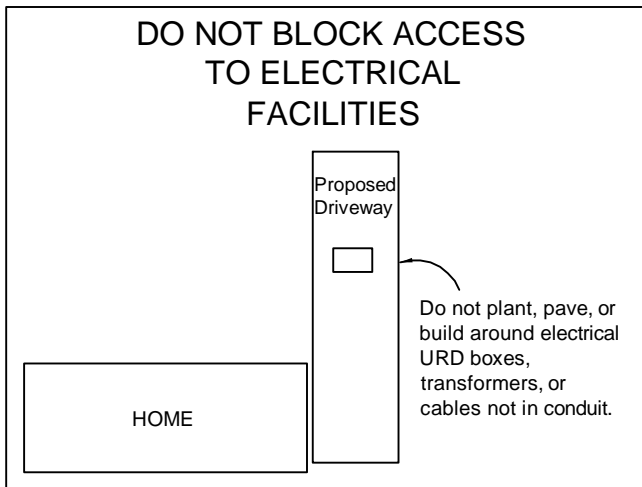 DO NOT BLOCK ACCESS
TO ELECTRICAL
FACILITIES
Proposed
Driveway
Do not plant, pave, or
build around electrical
URD boxes,
transformers, or
cables not in conduit.
HOME